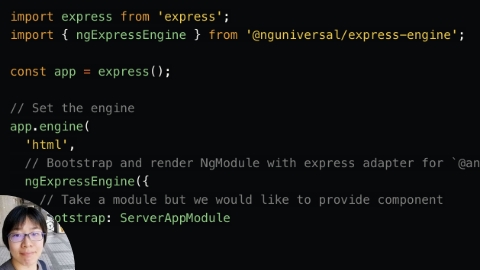 import express from 'express';
import { ngExpressEngine } from '@nguniversal/express-engine';
const app = express();
// Set the engine
app.engine(
'html',
// Bootstrap and render NgModule with express adapter for `@an
ngExpressEngine({
// Take a module but we would like to provide component
otstrap: ServerAppModule